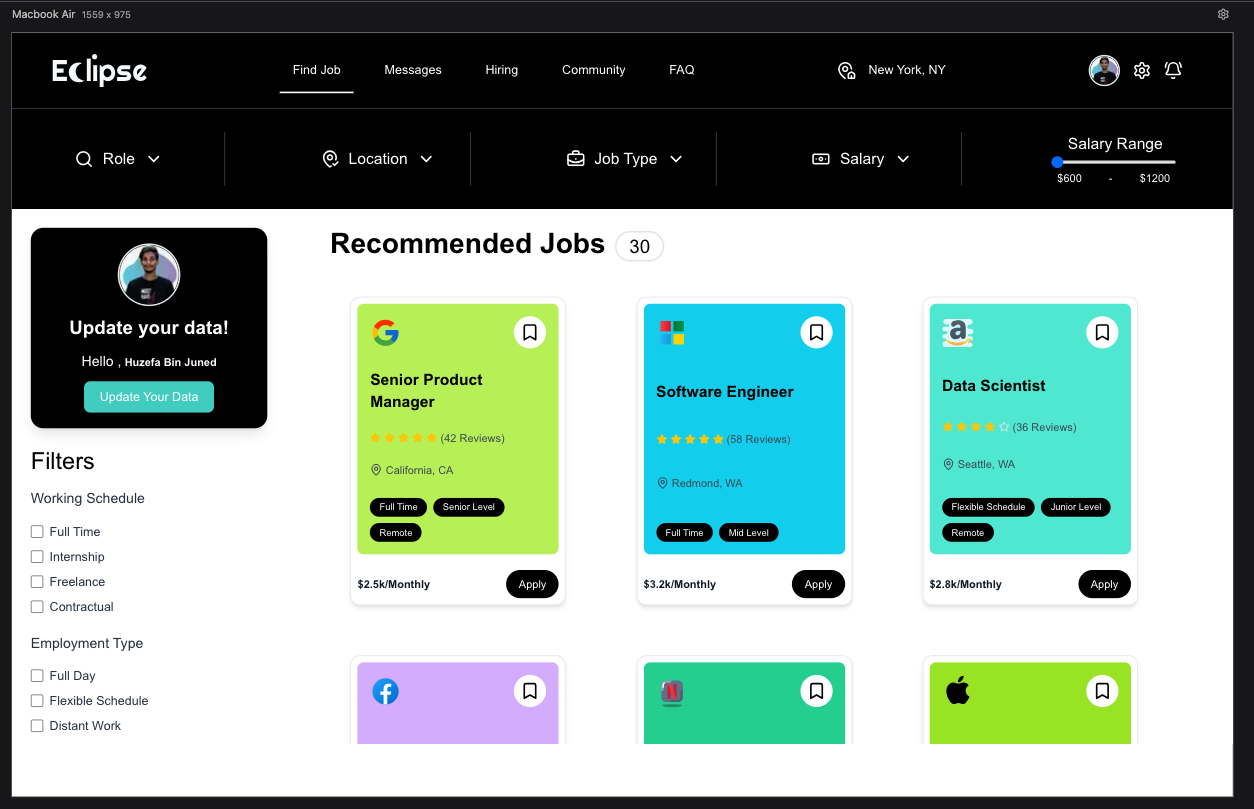 Macbook Air 1559 x 975
Eclipse
Find Job Messages Hiring Community FAQ
New York, NY
Role Location Job Type Salary
Salary Range
$600 - $1200
Update your data!
Hello , Huzefa Bin Juned
Update Your Data
Filters
Working Schedule
Full Time
Internship
Freelance
Contractual
Employment Type
Full Day
Flexible Schedule
Distant Work
Recommended Jobs 30
Senior Product
Manager
(42 Reviews)
California, CA
Full Time Senior Level
Remote
$2.5k/Monthly Apply
Software Engineer
(58 Reviews)
Redmond, WA
Full Time Mid Level
$3.2k/Monthly Apply
a
Data Scientist
(36 Reviews)
Seattle, WA
Flexible Schedule Junior Level
Remote
$2.8k/Monthly Apply